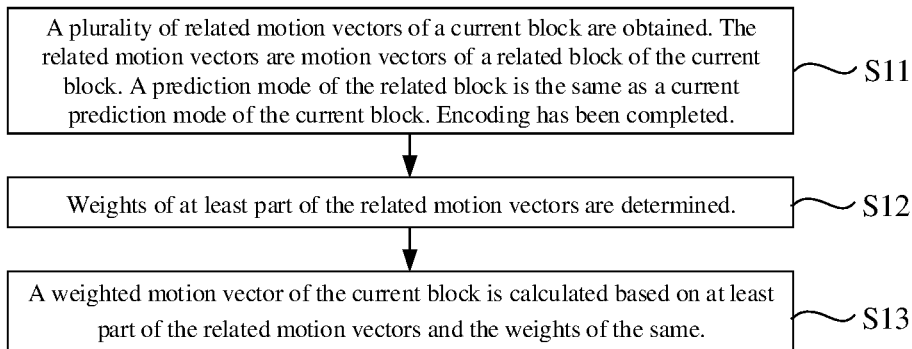 A plurality of related motion vectors of a current block are obtained. The
related motion vectors are motion vectors of a related block of the current
block. A prediction mode of the related block is the same as a current
prediction mode of the current block. Encoding has been completed.
S11
Weights of at least part of the related motion vectors are determined.
S12
A weighted motion vector of the current block is calculated based on at least
part of the related motion vectors and the weights of the same.
S13